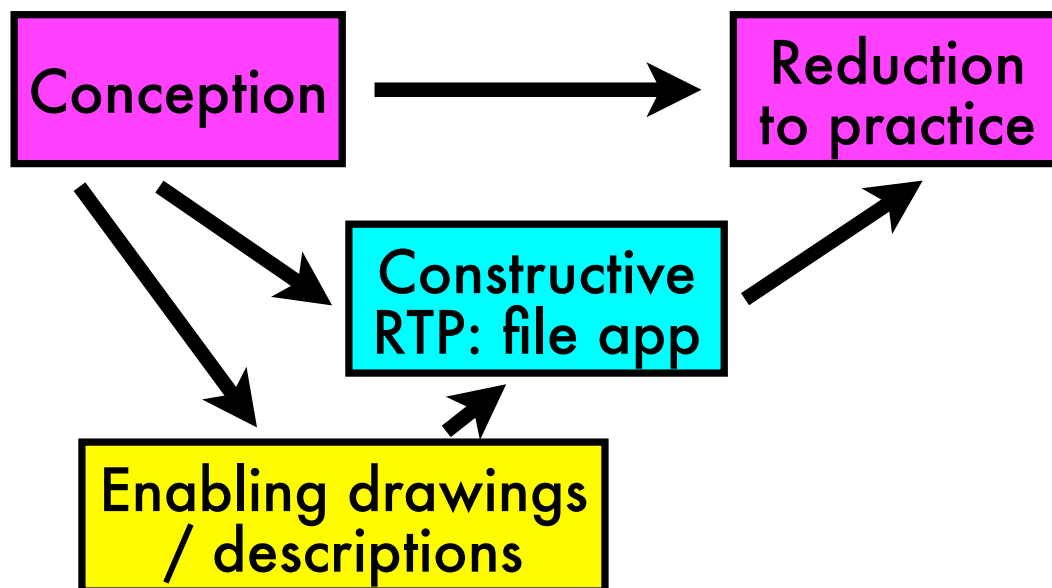 Conception
Reduction
to practice
Constructive
RTP: file app
Enabling drawings
/ descriptions